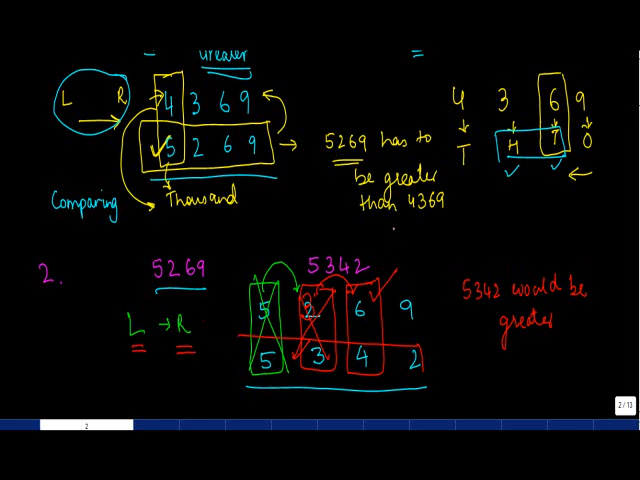 Greater
=
L → R
4 3 6 9
5 2 6 9
→ 5269 has to
be greater
than 4369
4 3 6 9
T H T O
Comparing
Thousand
2.
5269
5342
L → R
5 2 6 9
5 3 4 2
5342 would be
greater
2 / 13
2